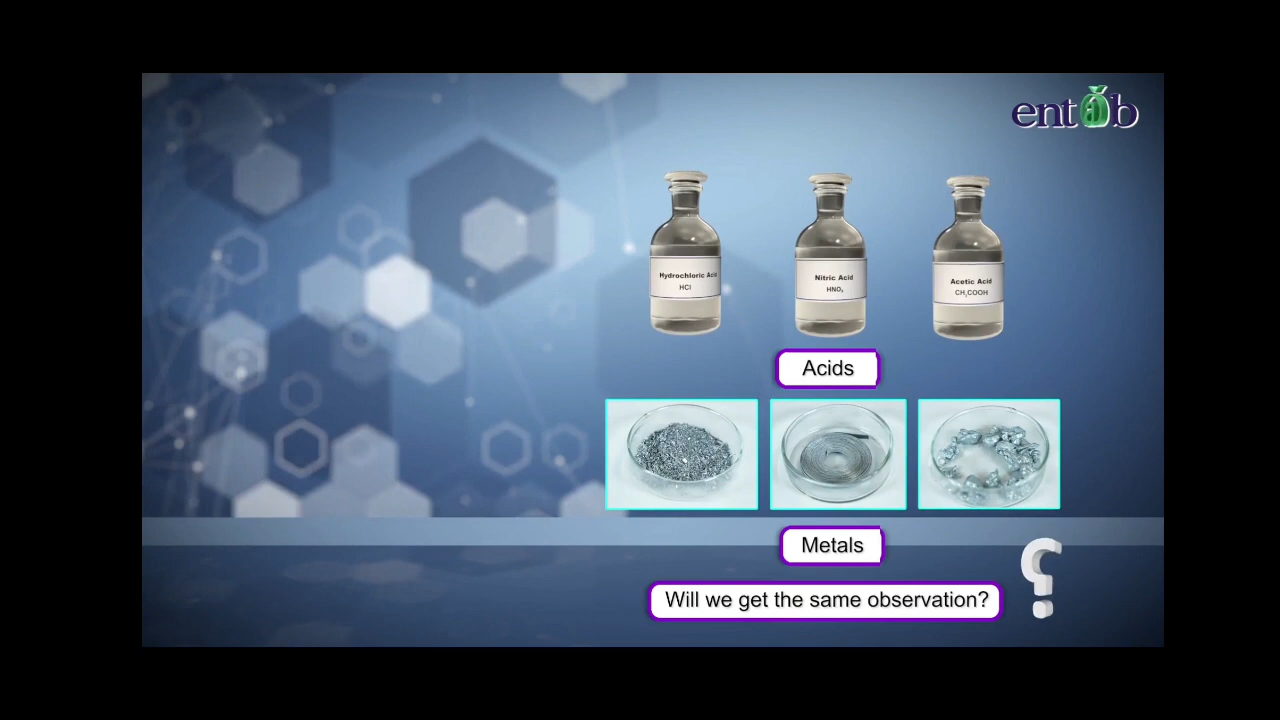 entab
Hydrochloric Acid
HCl
Nitric Acid
HNO₃
Acetic Acid
CH₃COOH
Acids
Metals
Will we get the same observation?
?